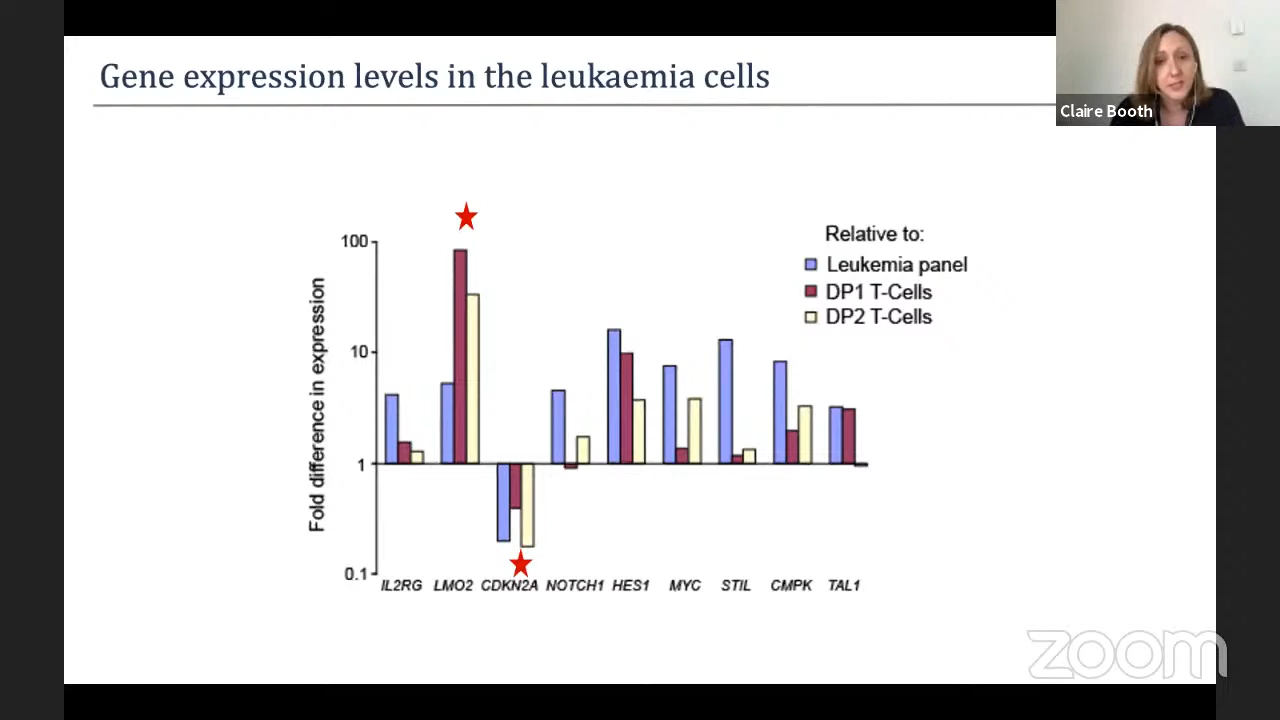 Gene expression levels in the leukaemia cells
Claire Booth
Relative to:
Leukemia panel
DP1 T-Cells
DP2 T-Cells
Fold difference in expression
100
10
1
0.1
IL2RG LMO2 CDKN2A NOTCH1 HES1 MYC STIL CMPK TAL1
zoom